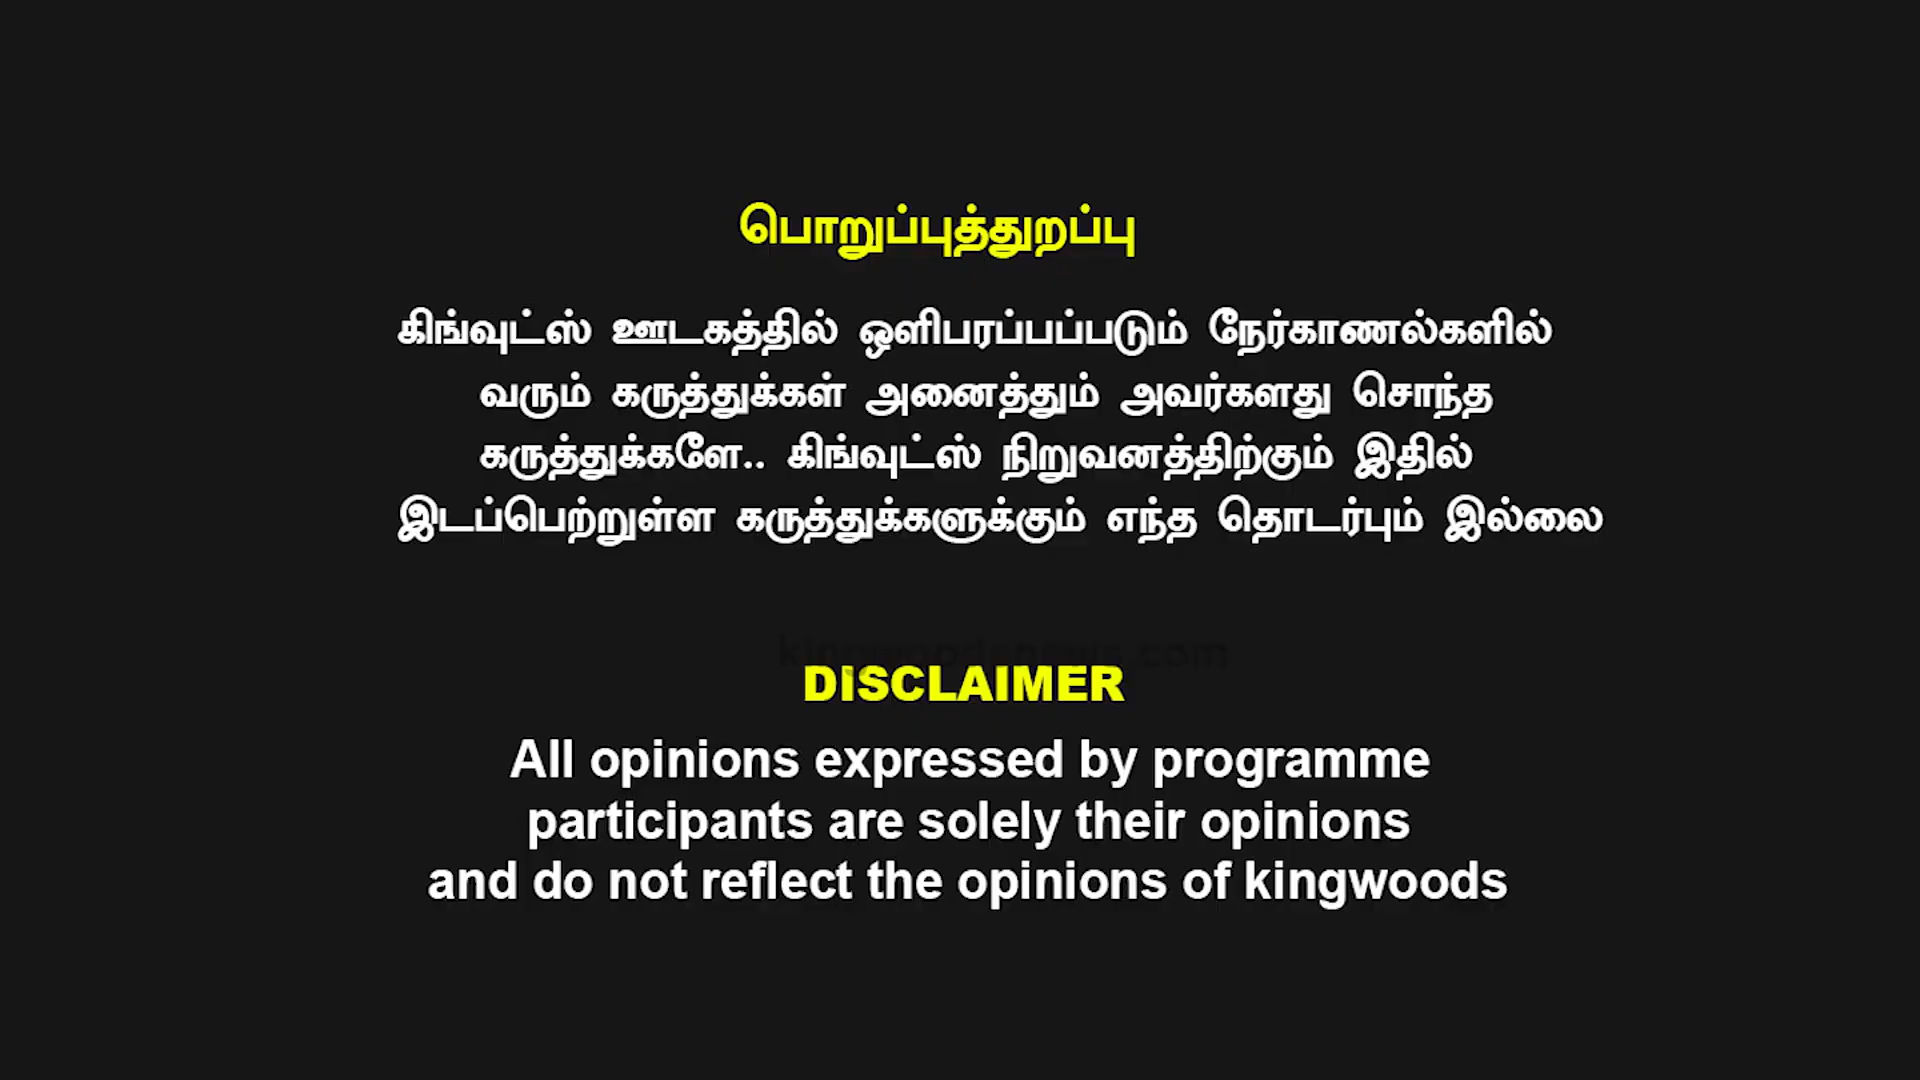 பொறுப்புத்துறப்பு
கிங்வுட்ஸ் ஊடகத்தில் ஒளிபரப்பப்படும் நேர்காணல்களில்
வரும் கருத்துக்கள் அனைத்தும் அவர்களது சொந்த
கருத்துக்களே.. கிங்வுட்ஸ் நிறுவனத்திற்கும் இதில்
இடப்பெற்றுள்ள கருத்துக்களுக்கும் எந்த தொடர்பும் இல்லை
kingwoodsnews.com
DISCLAIMER
All opinions expressed by programme
participants are solely their opinions
and do not reflect the opinions of kingwoods